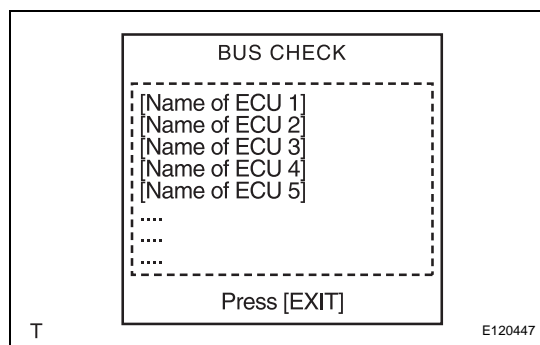 BUS CHECK
[Name of ECU 1]
[Name of ECU 2]
[Name of ECU 3]
[Name of ECU 4]
[Name of ECU 5]
....
....
....
Press [EXIT]
T
E120447